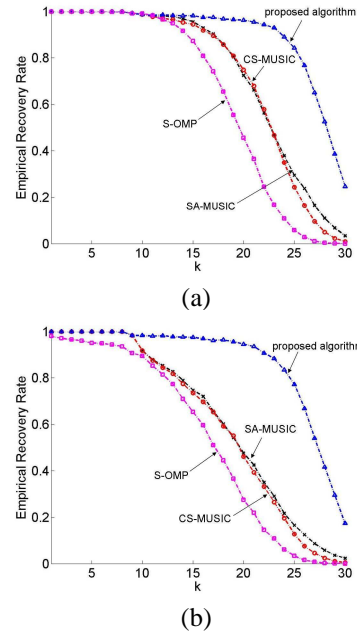 Empirical Recovery Rate
1
0.8
0.6
0.4
0.2
0
5
10
15
20
25
30
k
proposed algorithm
CS-MUSIC
S-OMP
SA-MUSIC
(a)
Empirical Recovery Rate
1
0.8
0.6
0.4
0.2
0
5
10
15
20
25
30
k
proposed algorithm
SA-MUSIC
S-OMP
CS-MUSIC
(b)